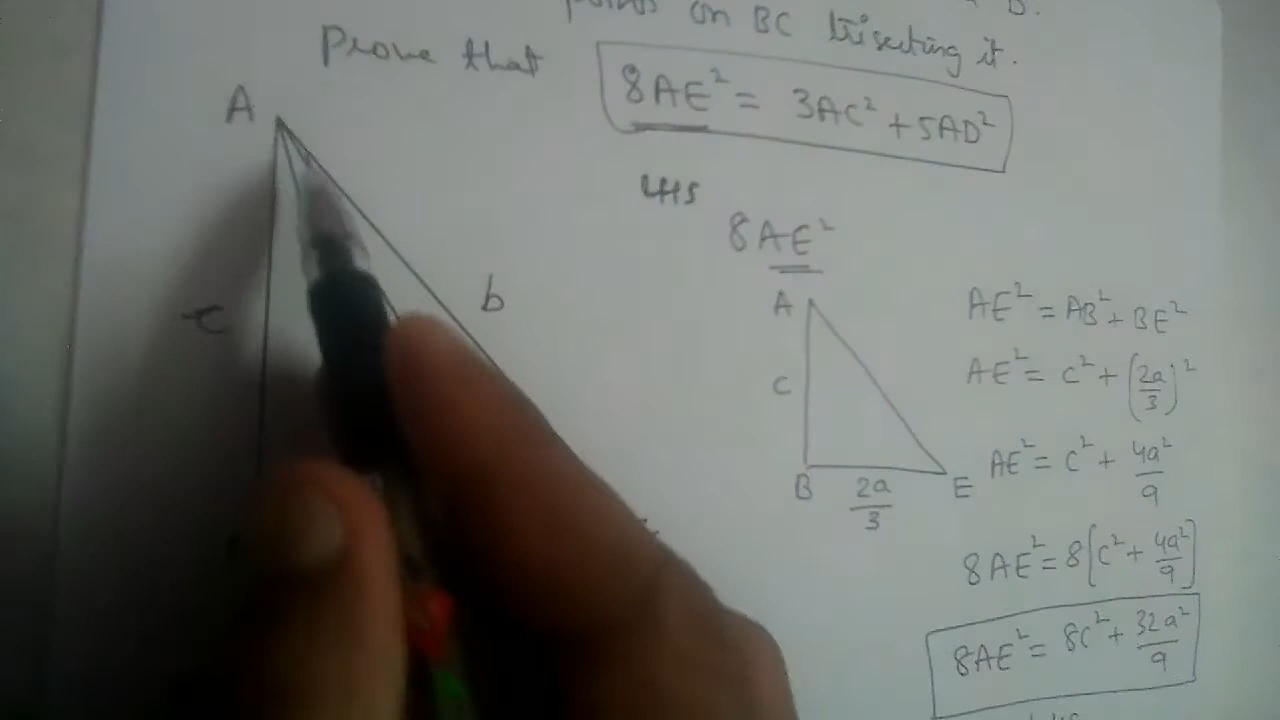 B.
points on BC trisecting it.
Prove that 8AE² = 3AC² + 5AD²
A
c
b
LHS
8AE²
A
C
B
2a/3
E
AE² = AB² + BE²
AE² = c² + (2a/3)²
AE² = c² + 4a²/9
8AE² = 8[c² + 4a²/9]
8AE² = 8c² + 32a²/9